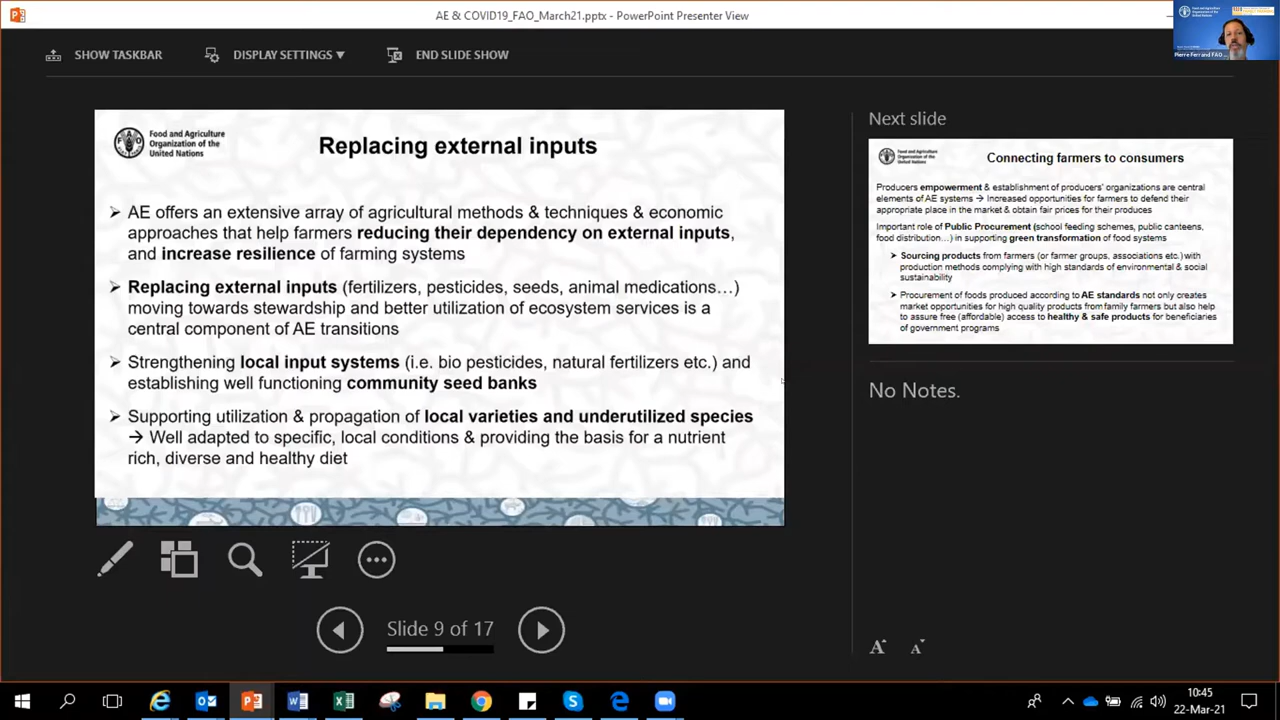 AE & COVID19_FAO_March21.pptx - PowerPoint Presenter View
SHOW TASKBAR
DISPLAY SETTINGS
END SLIDE SHOW
Pierre Ferrand FAO ...
Food and Agriculture
Organization of the
United Nations
Replacing external inputs
➢ AE offers an extensive array of agricultural methods & techniques & economic
approaches that help farmers reducing their dependency on external inputs,
and increase resilience of farming systems
➢ Replacing external inputs (fertilizers, pesticides, seeds, animal medications…)
moving towards stewardship and better utilization of ecosystem services is a
central component of AE transitions
➢ Strengthening local input systems (i.e. bio pesticides, natural fertilizers etc.) and
establishing well functioning community seed banks
➢ Supporting utilization & propagation of local varieties and underutilized species
→ Well adapted to specific, local conditions & providing the basis for a nutrient
rich, diverse and healthy diet
Slide 9 of 17
Next slide
Food and Agriculture
Organization of the
United Nations
Connecting farmers to consumers
Producers empowerment & establishment of producers' organizations are central
elements of AE systems → Increased opportunities for farmers to defend their
appropriate place in the market & obtain fair prices for their produces
Important role of Public Procurement (school feeding schemes, public canteens,
food distribution…) in supporting green transformation of food systems
➢ Sourcing products from farmers (or farmer groups, associations etc.) with
production methods complying with high standards of environmental & social
sustainability
➢ Procurement of foods produced according to AE standards not only creates
market opportunities for high quality products from family farmers but also help
to assure free (affordable) access to healthy & safe products for beneficiaries
of government programs
No Notes.
A A
10:45
22-Mar-21